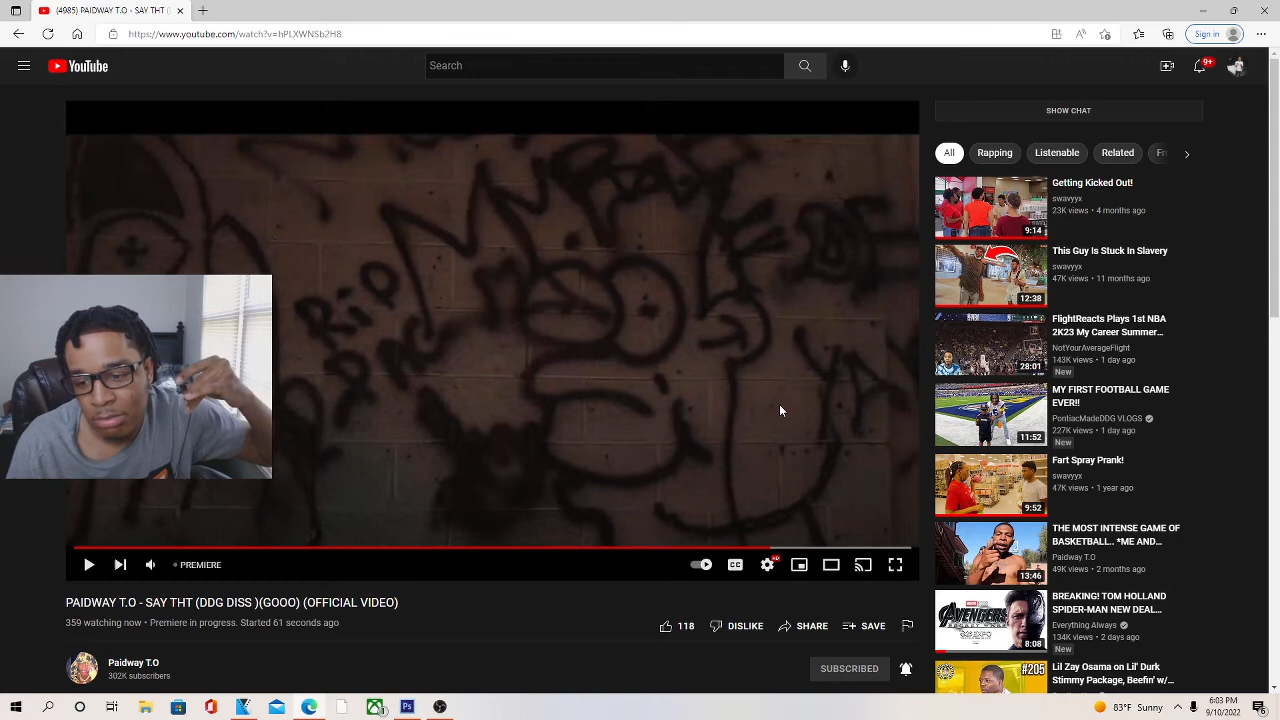 (4985) PAIDWAY T.O - SAY THT (D
https://www.youtube.com/watch?v=hPLXWNSb2H8
Sign in
YouTube
Search
9+
SHOW CHAT
All
Rapping
Listenable
Related
Getting Kicked Out!
swavyyx
23K views • 4 months ago
9:14
This Guy Is Stuck In Slavery
swavyyx
47K views • 11 months ago
12:38
FlightReacts Plays 1st NBA
2K23 My Career Summer...
NotYourAverageFlight
143K views • 1 day ago
New
28:01
MY FIRST FOOTBALL GAME
EVER!!
PontiacMadeDDG VLOGS
227K views • 1 day ago
New
11:52
Fart Spray Prank!
swavyyx
47K views • 1 year ago
9:52
THE MOST INTENSE GAME OF
BASKETBALL.. *ME AND...
Paidway T.O
49K views • 2 months ago
13:46
BREAKING! TOM HOLLAND
SPIDER-MAN NEW DEAL...
Everything Always
134K views • 2 days ago
New
AVENGERS
8:08
Lil Zay Osama on Lil' Durk
Stimmy Package, Beefin' w/...
#205
PREMIERE
CC
HD
PAIDWAY T.O - SAY THT (DDG DISS )(GDOO) (OFFICIAL VIDEO)
359 watching now • Premiere in progress. Started 61 seconds ago
118
DISLIKE
SHARE
SAVE
Paidway T.O
302K subscribers
SUBSCRIBED
83°F Sunny
6:03 PM
9/10/2022